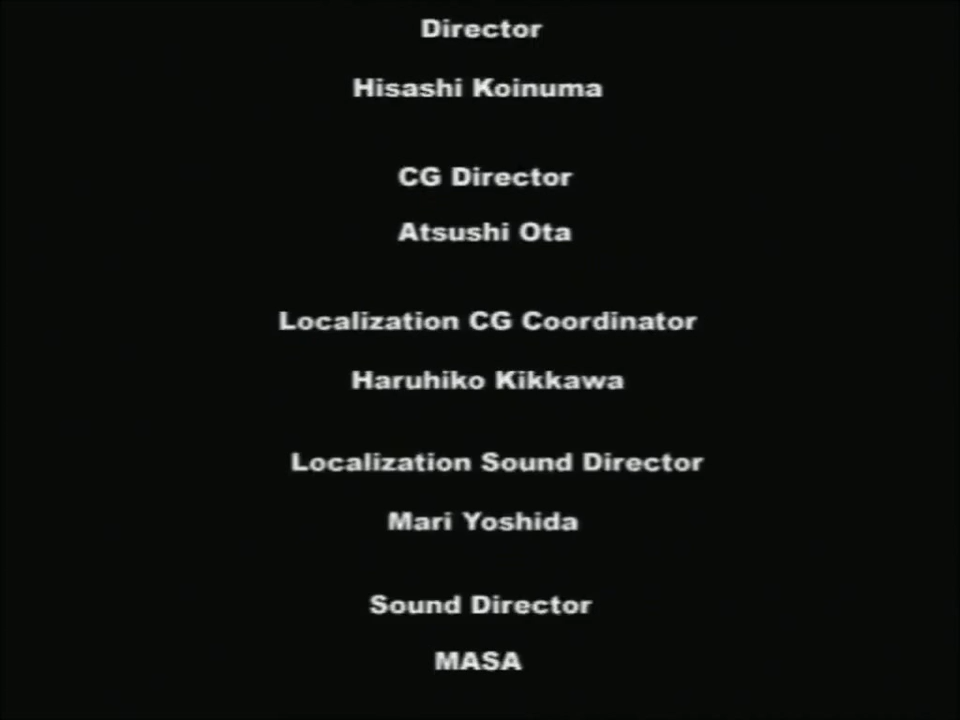 Director
Hisashi Koinuma
CG Director
Atsushi Ota
Localization CG Coordinator
Haruhiko Kikkawa
Localization Sound Director
Mari Yoshida
Sound Director
MASA